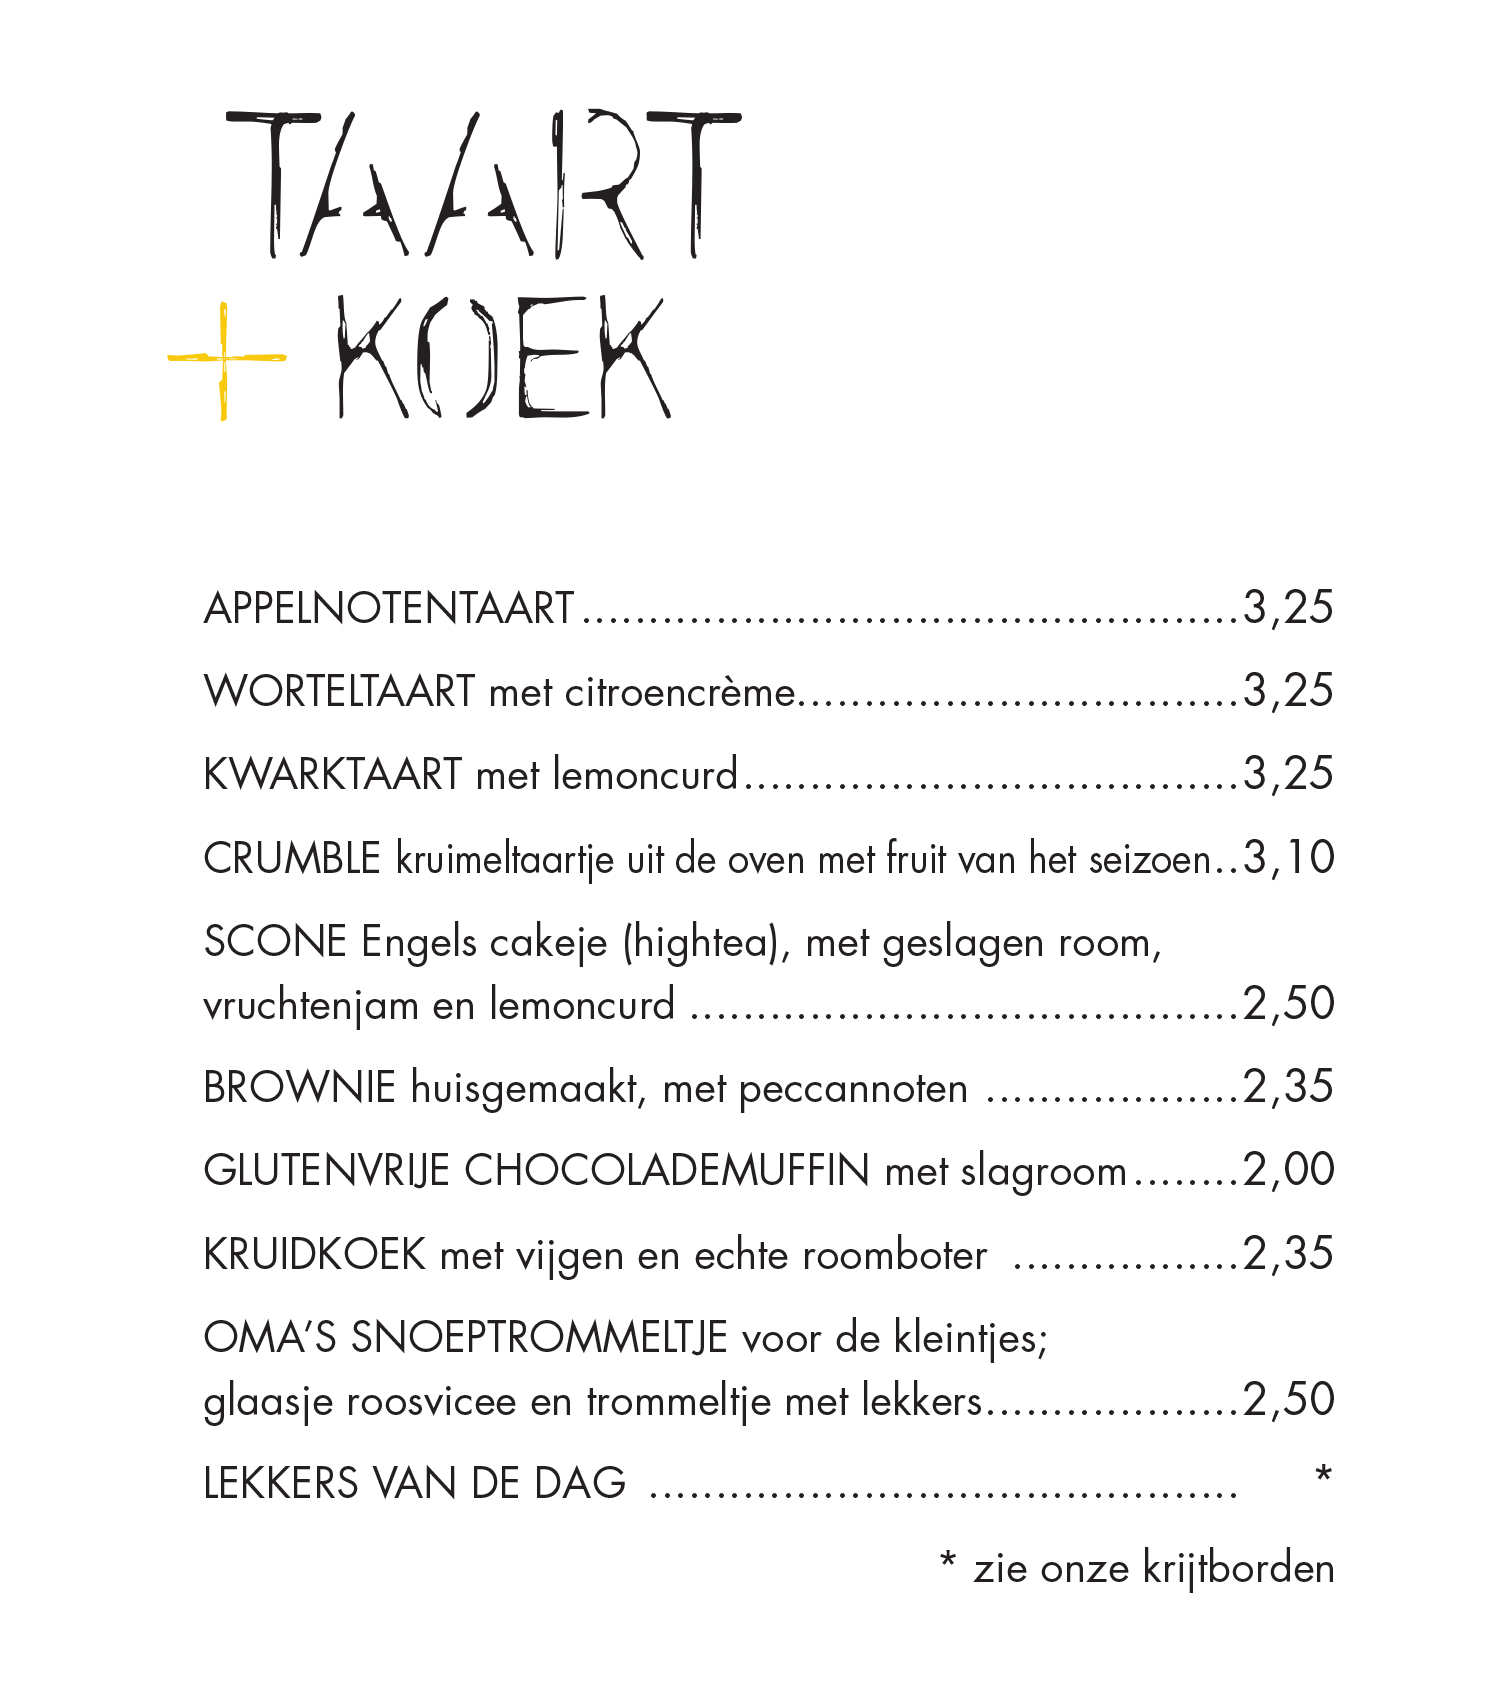 TAART
+ KOEK
APPELNOTENTAART.................................................3,25
WORTELTAART met citroencrème.................................3,25
KWARKTAART met lemoncurd.....................................3,25
CRUMBLE kruimeltaartje uit de oven met fruit van het seizoen..3,10
SCONE Engels cakeje (hightea), met geslagen room,
vruchtenjam en lemoncurd .........................................2,50
BROWNIE huisgemaakt, met peccannoten ...................2,35
GLUTENVRIJE CHOCOLADEMUFFIN met slagroom........2,00
KRUIDKOEK met vijgen en echte roomboter .................2,35
OMA’S SNOEPTROMMELTJE voor de kleintjes;
glaasje roosvicee en trommeltje met lekkers...................2,50
LEKKERS VAN DE DAG ............................................ *
* zie onze krijtborden